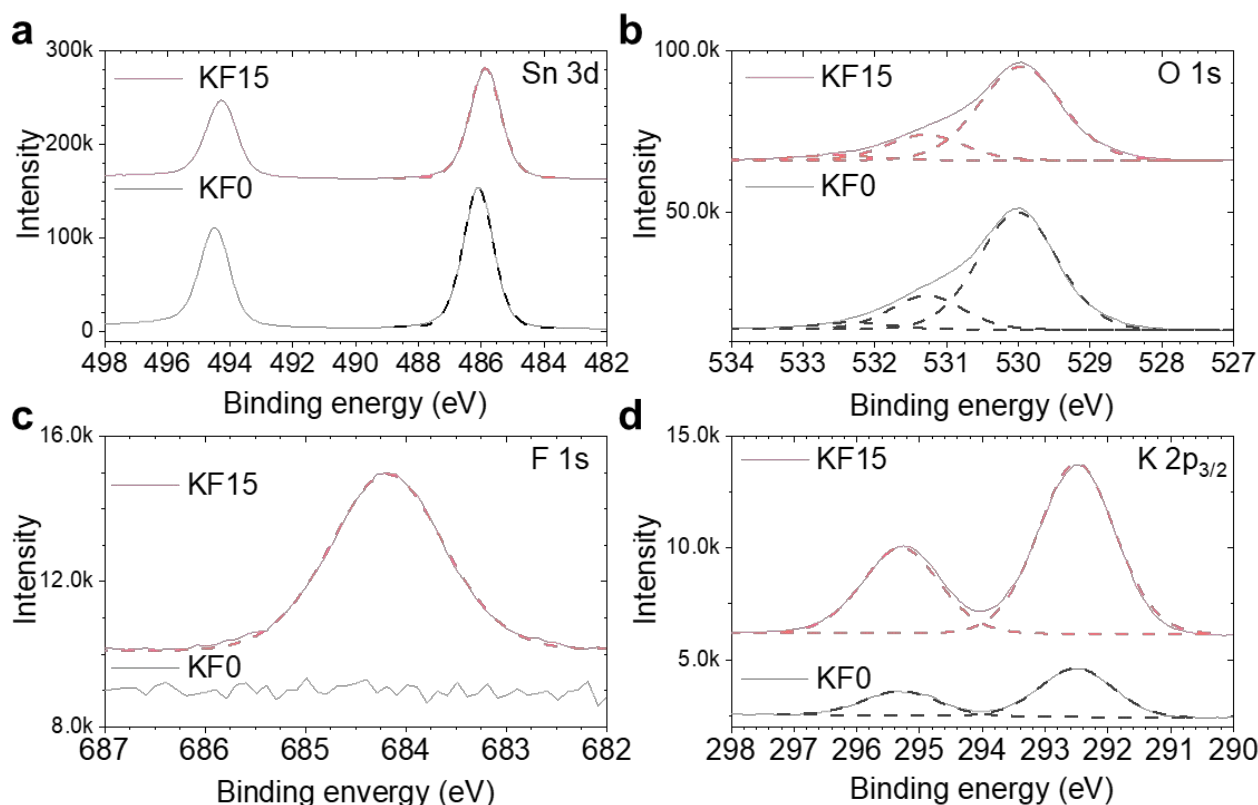 a
300k
KF15
Sn 3d
200k
KF0
100k
0
Intensity
498 496 494 492 490 488 486 484 482
Binding energy (eV)
b
100.0k
KF15
O 1s
KF0
50.0k
Intensity
534 533 532 531 530 529 528 527
Binding energy (eV)
c
16.0k
F 1s
KF15
12.0k
KF0
8.0k
Intensity
687 686 685 684 683 682
Binding envergy (eV)
d
15.0k
KF15
K 2p3/2
10.0k
KF0
5.0k
Intensity
298 297 296 295 294 293 292 291 290
Binding energy (eV)